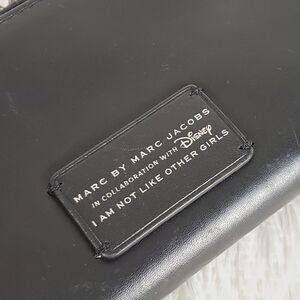 MARC BY MARC JACOBS
IN COLLABORATION WITH Disney
I AM NOT LIKE OTHER GIRLS